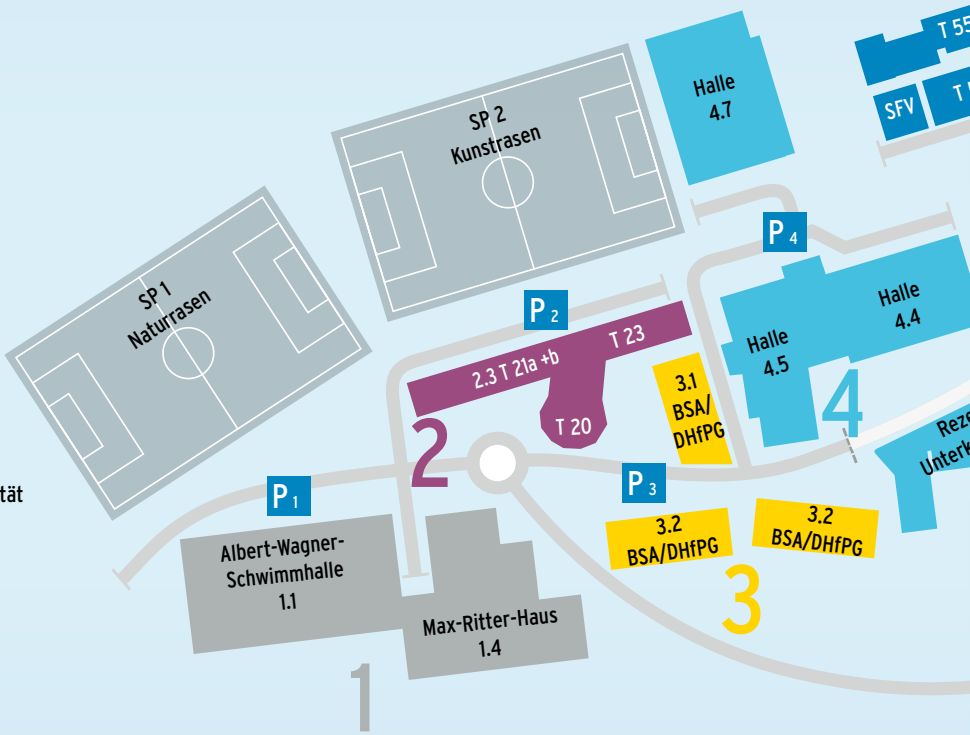 T 55
Halle
4.7
SFV
T
SP 2
Kunstrasen
P 4
SP 1
Naturrasen
P 2
Halle
4.4
T 23
Halle
4.5
2.3 T 21a +b
3.1
BSA/
DHfPG
4
T 20
2
P 3
P 1
tät
3.2
BSA/DHfPG
3.2
BSA/DHfPG
Albert-Wagner-
Schwimmhalle
1.1
3
Max-Ritter-Haus
1.4
1